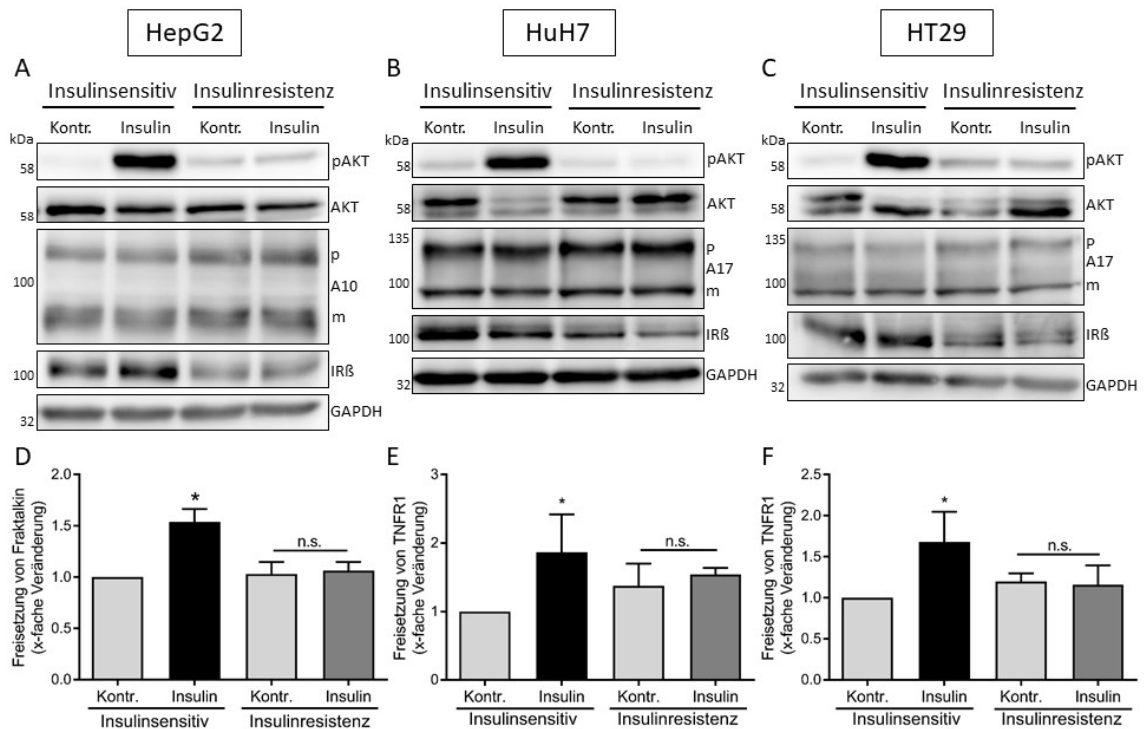 HepG2
HuH7
HT29
A
Insulinsensitiv Insulinresistenz
kDa Kontr. Insulin Kontr. Insulin
58 pAKT
58 AKT
p
100 A10
m
100 IRß
32 GAPDH
B
Insulinsensitiv Insulinresistenz
kDa Kontr. Insulin Kontr. Insulin
58 pAKT
58 AKT
135 p
A17
100 m
100 IRß
32 GAPDH
C
Insulinsensitiv Insulinresistenz
kDa Kontr. Insulin Kontr. Insulin
58 pAKT
58 AKT
135 p
A17
100 m
100 IRß
32 GAPDH
D
Freisetzung von Fraktalkin
(x-fache Veränderung)
2.0
1.5
1.0
0.5
0.0
*
n.s.
Kontr. Insulin Kontr. Insulin
Insulinsensitiv Insulinresistenz
E
Freisetzung von TNFR1
(x-fache Veränderung)
3
2
1
0
*
n.s.
Kontr. Insulin Kontr. Insulin
Insulinsensitiv Insulinresistenz
F
Freisetzung von TNFR1
(x-fache Veränderung)
2.5
2.0
1.5
1.0
0.5
0.0
*
n.s.
Kontr. Insulin Kontr. Insulin
Insulinsensitiv Insulinresistenz